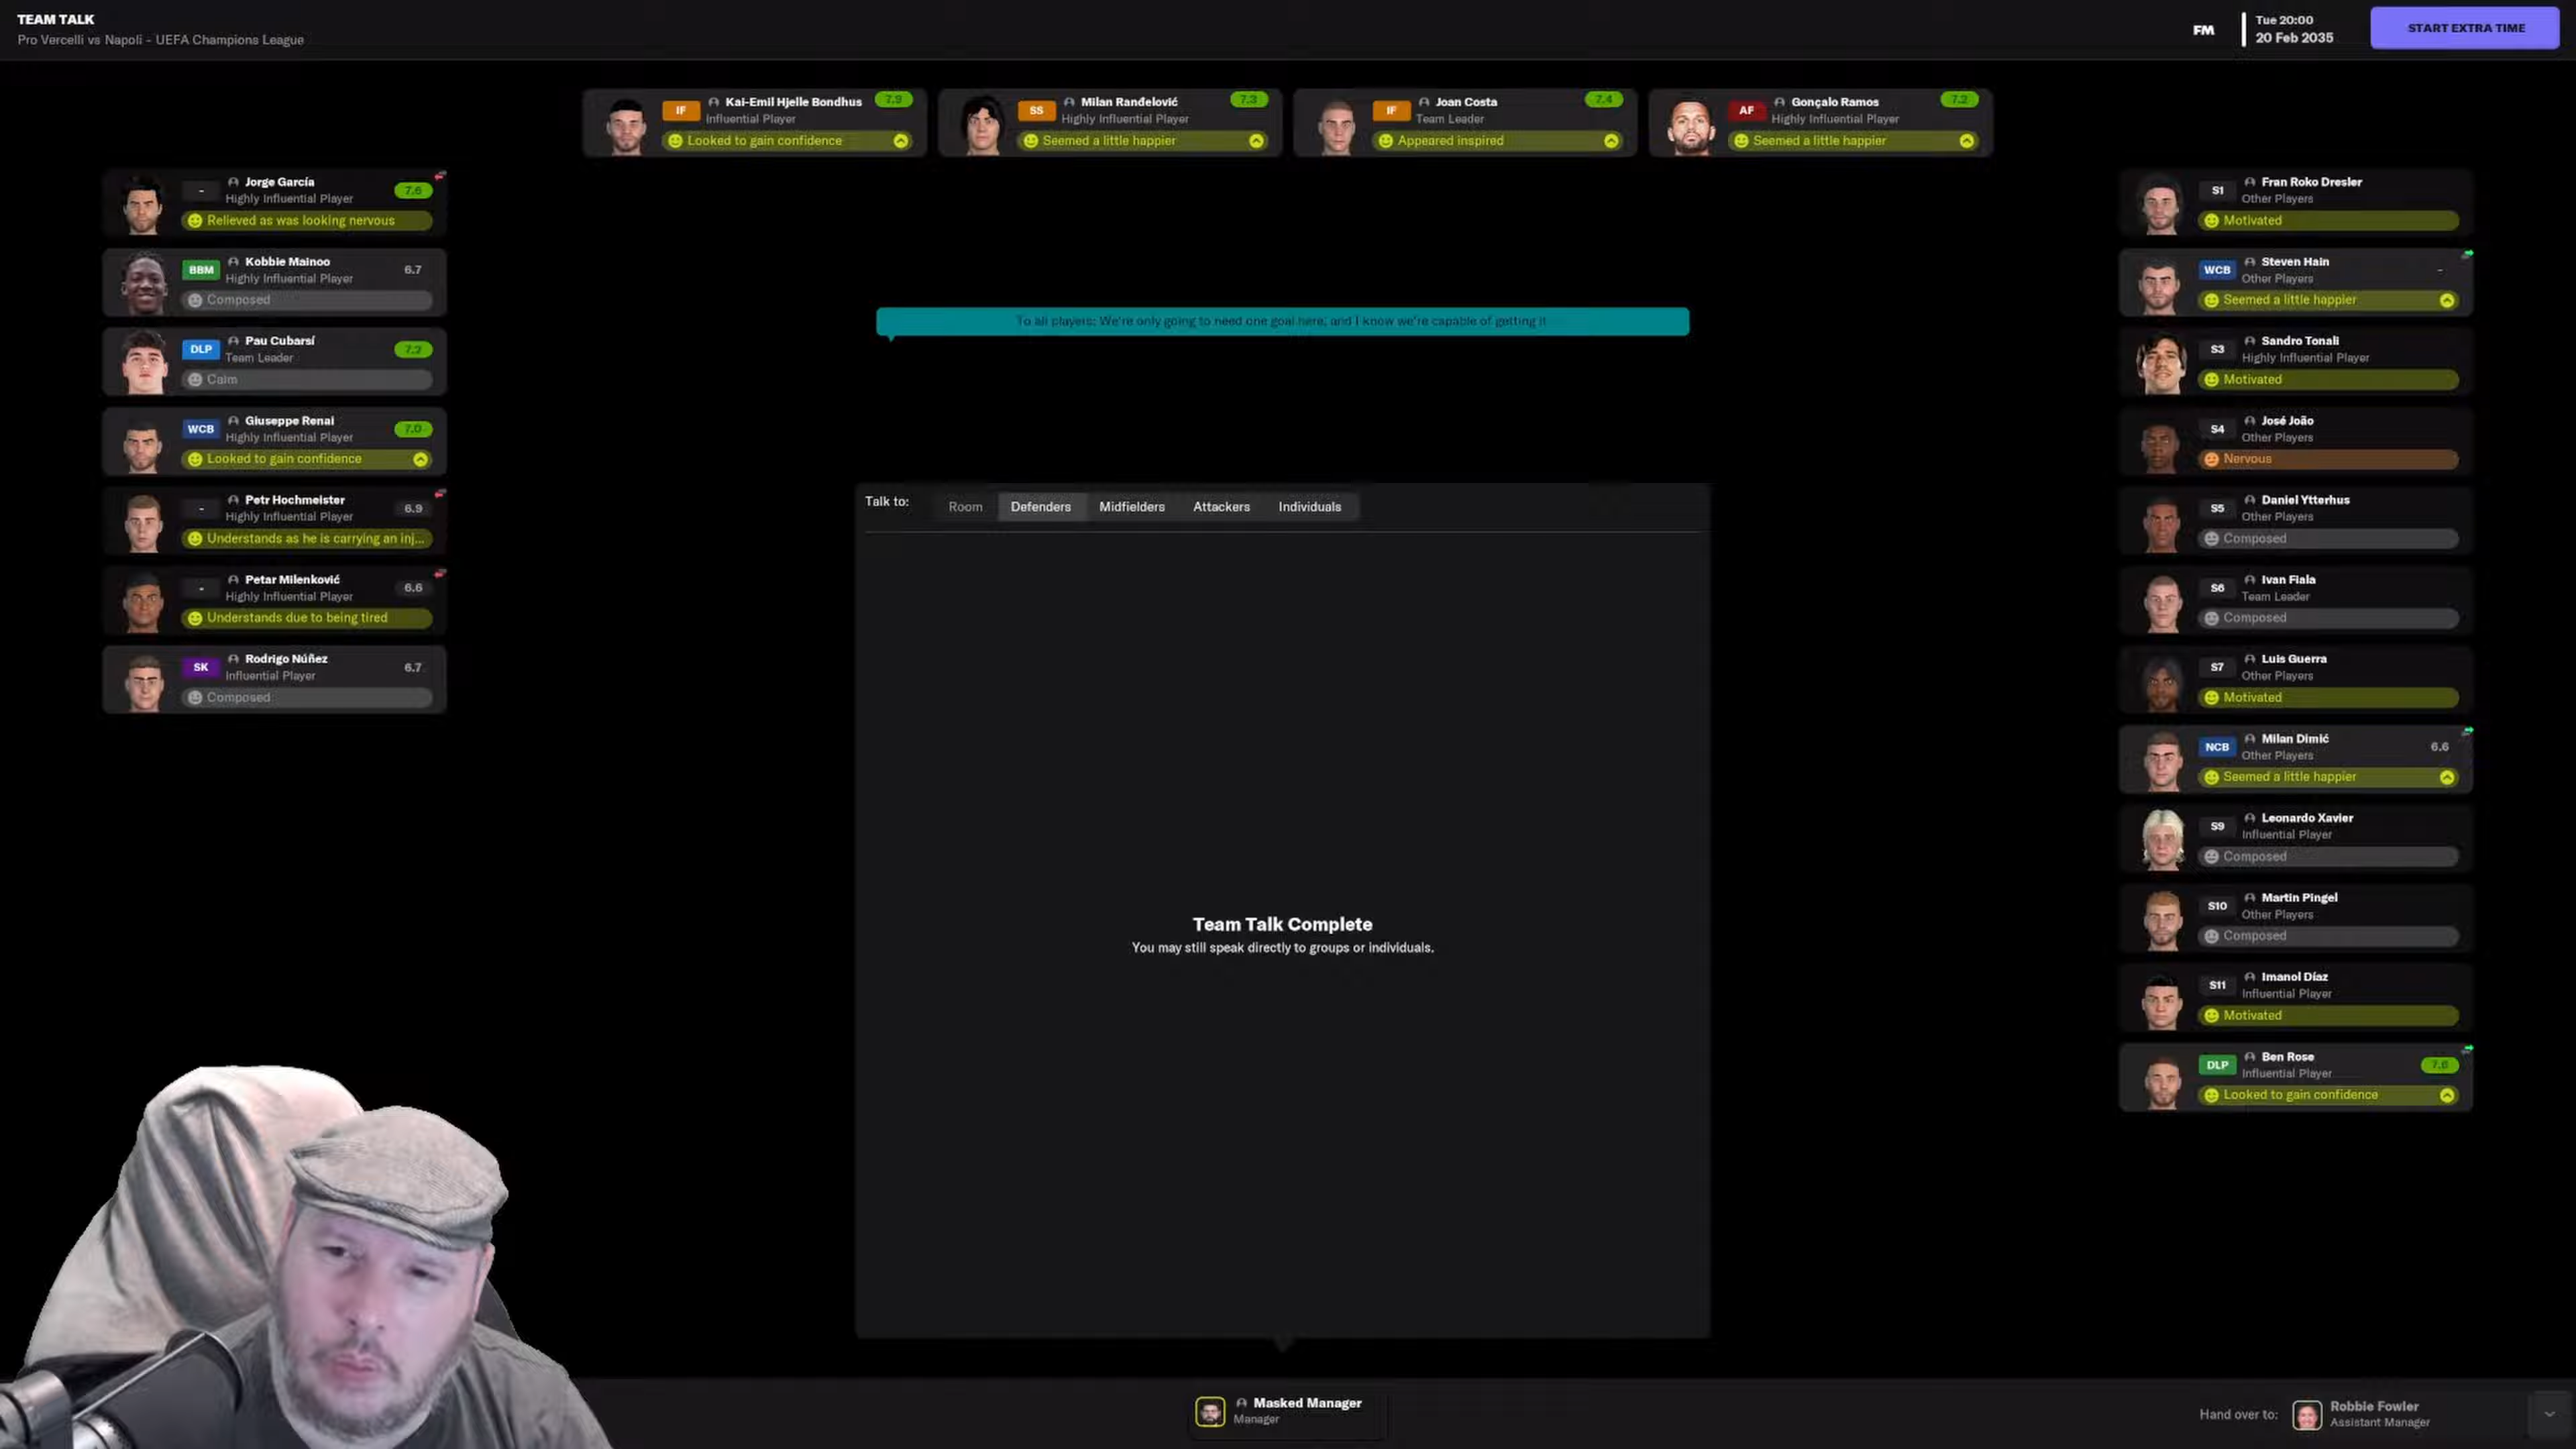 TEAM TALK
Pro Vercelli vs Napoli - UEFA Champions League
FM
Tue 20:00
20 Feb 2035
START EXTRA TIME
IF
Kai-Emil Hjelle Bondhus
7.3
Influential Player
Looked to gain confidence
SS
Milan Ranđelović
7.3
Highly Influential Player
Seemed a little happier
IF
Joan Costa
7.4
Team Leader
Appeared inspired
AF
Gonçalo Ramos
7.2
Highly Influential Player
Seemed a little happier
-
Jorge García
7.6
Highly Influential Player
Relieved as was looking nervous
BBM
Kobbie Mainoo
6.7
Highly Influential Player
Composed
DLP
Pau Cubarsí
7.2
Team Leader
Calm
WCB
Giuseppe Renai
7.0
Highly Influential Player
Looked to gain confidence
-
Petr Hochmeister
6.9
Highly Influential Player
Understands as he is carrying an inj...
-
Petar Milenković
6.6
Highly Influential Player
Understands due to being tired
SK
Rodrigo Núñez
6.7
Influential Player
Composed
To all players: We're only going to need one goal here, and I know we're capable of getting it
Talk to:
Room
Defenders
Midfielders
Attackers
Individuals
Team Talk Complete
You may still speak directly to groups or individuals.
S1
Fran Roko Dresler
Other Players
Motivated
WCB
Steven Hain
-
Other Players
Seemed a little happier
S3
Sandro Tonali
Highly Influential Player
Motivated
S4
José João
Other Players
Nervous
S5
Daniel Ytterhus
Other Players
Composed
S6
Ivan Fiala
Team Leader
Composed
S7
Luis Guerra
Other Players
Motivated
NCB
Milan Dimić
6.6
Other Players
Seemed a little happier
S9
Leonardo Xavier
Influential Player
Composed
S10
Martin Pingel
Other Players
Composed
S11
Imanol Díaz
Influential Player
Motivated
DLP
Ben Rose
Influential Player
Looked to gain confidence
Masked Manager
Manager
Hand over to:
Robbie Fowler
Assistant Manager